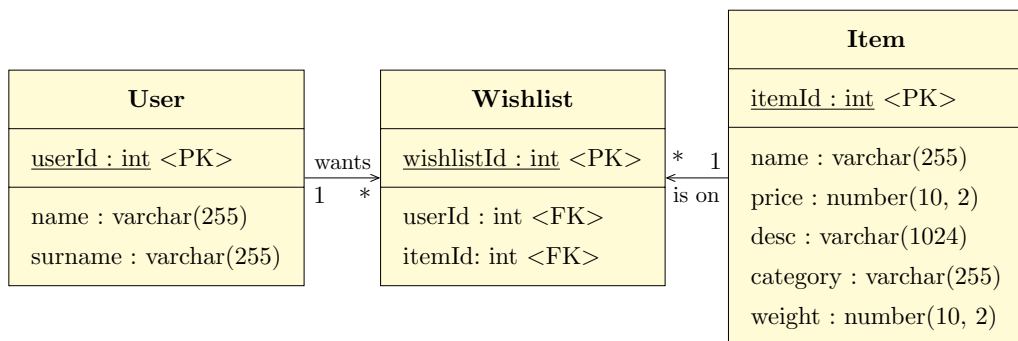 User
userId : int <PK>
name : varchar(255)
surname : varchar(255)
wants
1 *
Wishlist
wishlistId : int <PK>
userId : int <FK>
itemId: int <FK>
* 1
is on
Item
itemId : int <PK>
name : varchar(255)
price : number(10, 2)
desc : varchar(1024)
category : varchar(255)
weight : number(10, 2)